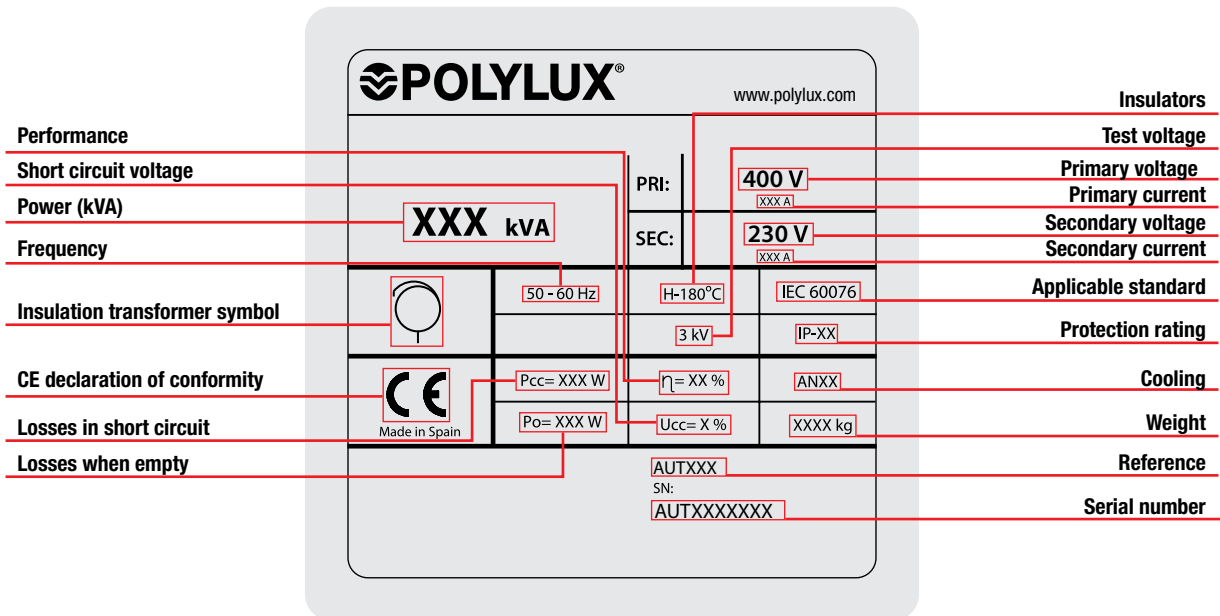 POLYLUX®
www.polylux.com
Performance
Short circuit voltage
Power (kVA)
Frequency
Insulation transformer symbol
CE declaration of conformity
Losses in short circuit
Losses when empty
PRI:
400 V
XXX A
XXX kVA
SEC:
230 V
XXX A
50 - 60 Hz
H-180°C
IEC 60076
3 kV
IP-XX
CE
Made in Spain
Pcc= XXX W
η= XX %
ANXX
Po= XXX W
Ucc= X %
XXXX kg
AUTXXX
SN:
AUTXXXXXXX
Insulators
Test voltage
Primary voltage
Primary current
Secondary voltage
Secondary current
Applicable standard
Protection rating
Cooling
Weight
Reference
Serial number